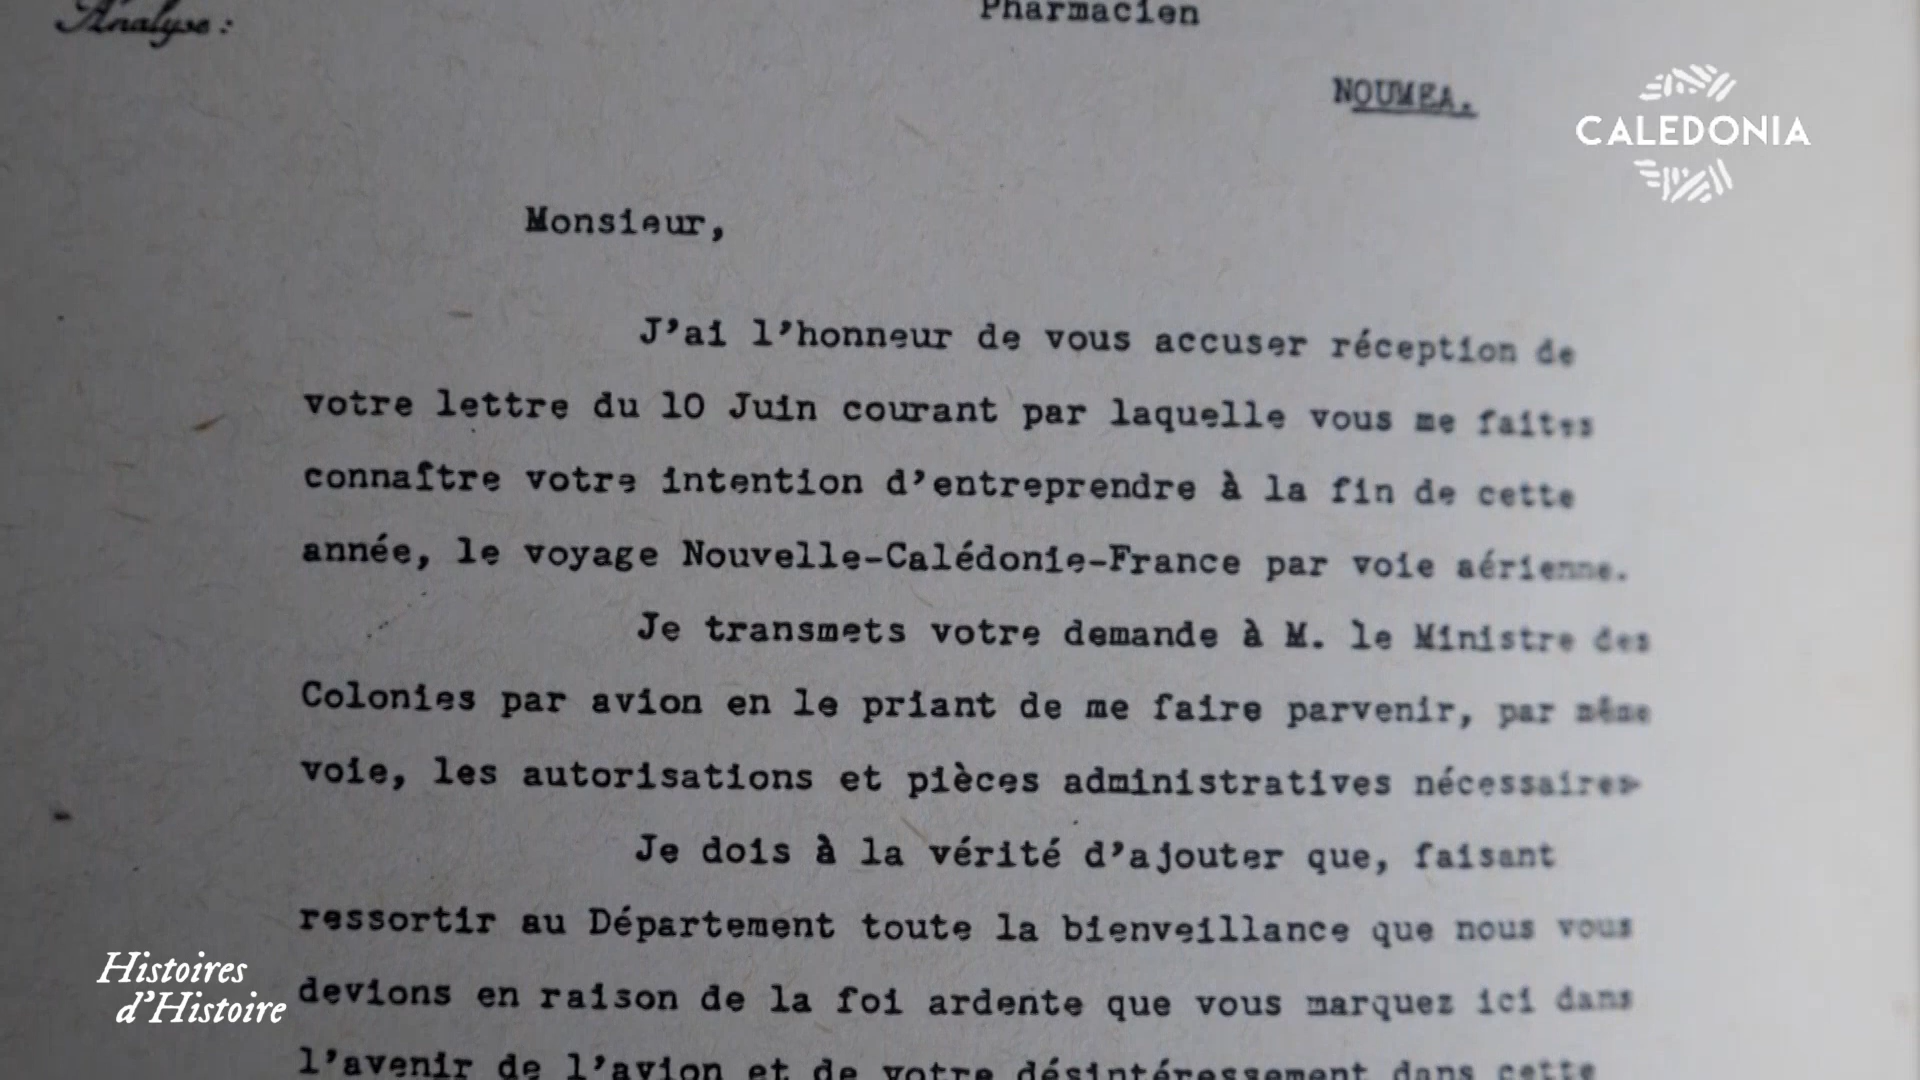 Analyse :
Pharmacien
NOUMEA.
CALEDONIA
Monsieur,
J'ai l'honneur de vous accuser réception de
votre lettre du 10 Juin courant par laquelle vous me faites
connaître votre intention d'entreprendre à la fin de cette
année, le voyage Nouvelle-Calédonie-France par voie aérienne.
Je transmets votre demande à M. le Ministre des
Colonies par avion en le priant de me faire parvenir, par même
voie, les autorisations et pièces administratives nécessaires
Je dois à la vérité d'ajouter que, faisant
ressortir au Département toute la bienveillance que nous vous
devions en raison de la foi ardente que vous marquez ici dans
l'avenir de l'avion et de votre désintéressement dans cette
Histoires
d'Histoire